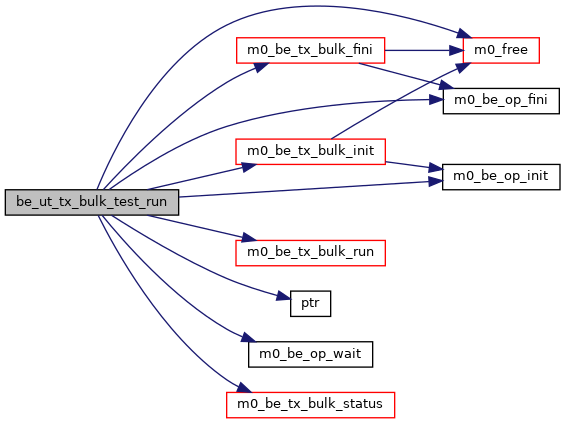 m0_be_tx_bulk_fini
m0_free
m0_be_op_fini
m0_be_tx_bulk_init
m0_be_op_init
be_ut_tx_bulk_test_run
m0_be_tx_bulk_run
ptr
m0_be_op_wait
m0_be_tx_bulk_status